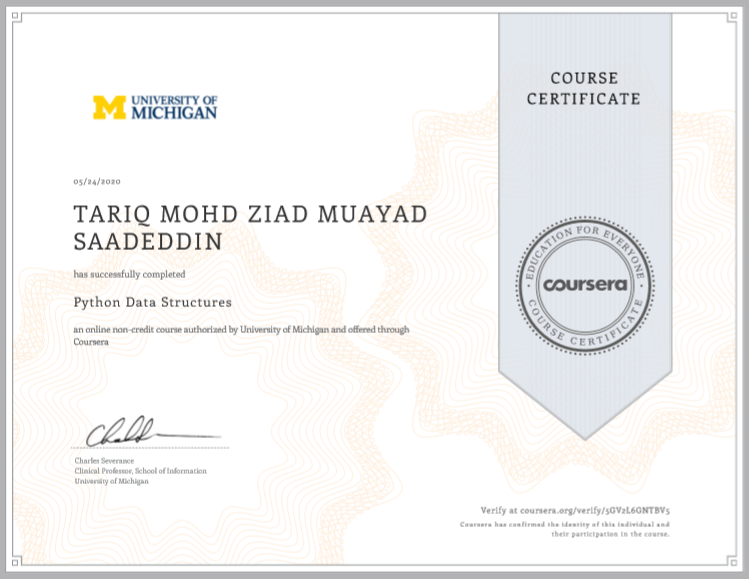 UNIVERSITY OF
MICHIGAN
COURSE
CERTIFICATE
05/24/2020
TARIQ MOHD ZIAD MUAYAD
SAADEDDIN
has successfully completed
Python Data Structures
an online non-credit course authorized by University of Michigan and offered through
Coursera
EDUCATION FOR EVERYONE
coursera
COURSE CERTIFICATE
Charles Severance
Clinical Professor, School of Information
University of Michigan
Verify at coursera.org/verify/5GV2L6GNTBV5
Coursera has confirmed the identity of this individual and
their participation in the course.